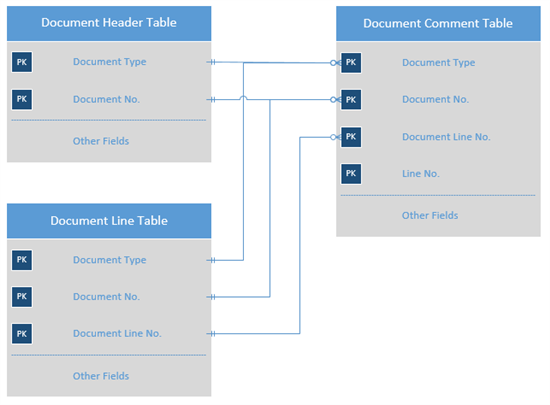 Document Header Table
PK Document Type
PK Document No.
Other Fields
Document Comment Table
PK Document Type
PK Document No.
PK Document Line No.
PK Line No.
Other Fields
Document Line Table
PK Document Type
PK Document No.
PK Document Line No.
Other Fields